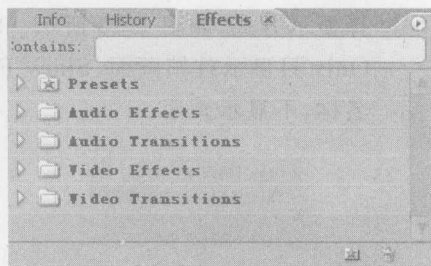 Info History Effects
ontains:
Presets
Audio Effects
Audio Transitions
Video Effects
Video Transitions